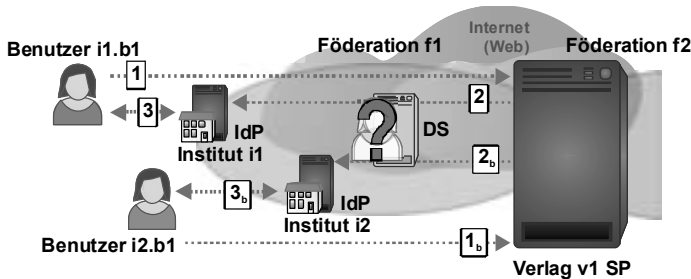 Internet
(Web)
Föderation f1
Föderation f2
Benutzer i1.b1
1
2
3
IdP
Institut i1
?
DS
2b
3b
IdP
Institut i2
Benutzer i2.b1
1b
Verlag v1 SP